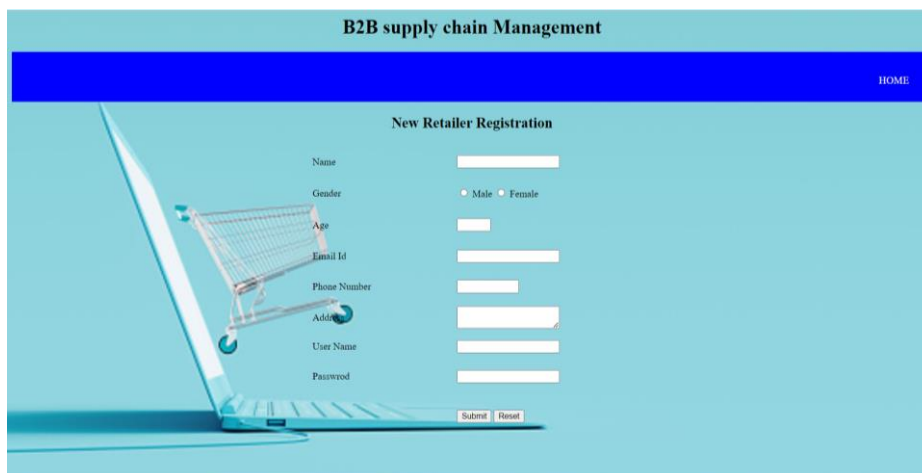 B2B supply chain Management
HOME
New Retailer Registration
Name
Gender Male Female
Age
Email Id
Phone Number
Address
User Name
Passwrod
Submit Reset